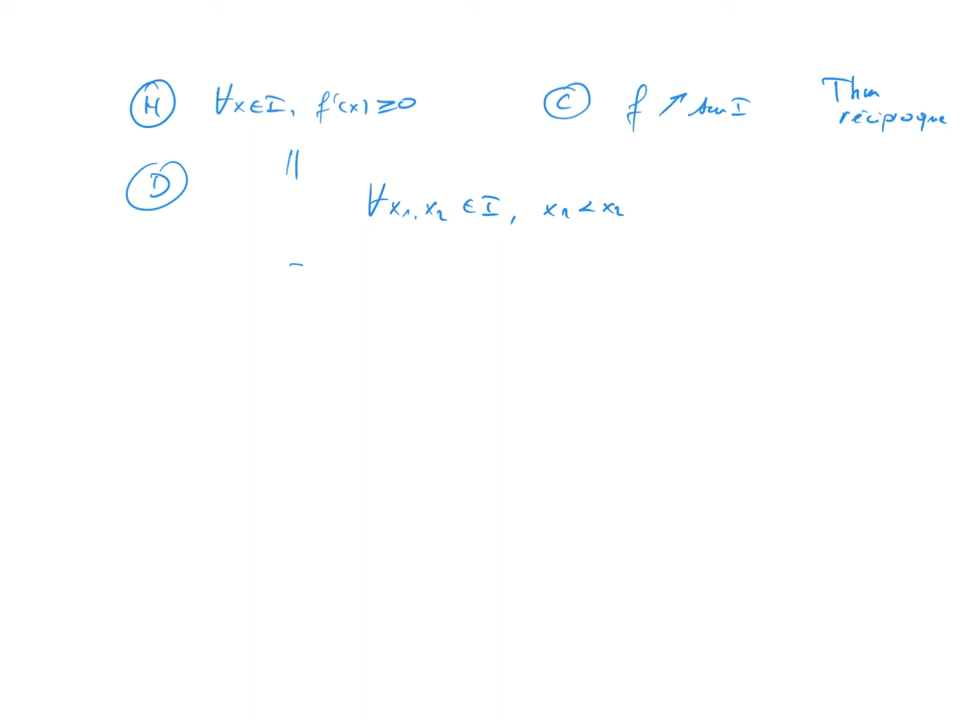 (H) ∀x∈I, f'(x) ≥ 0 (C) f ↗ sur I Thm
réciproque
(D) ||
∀x₁, x₂ ∈ I, x₁ < x₂
–